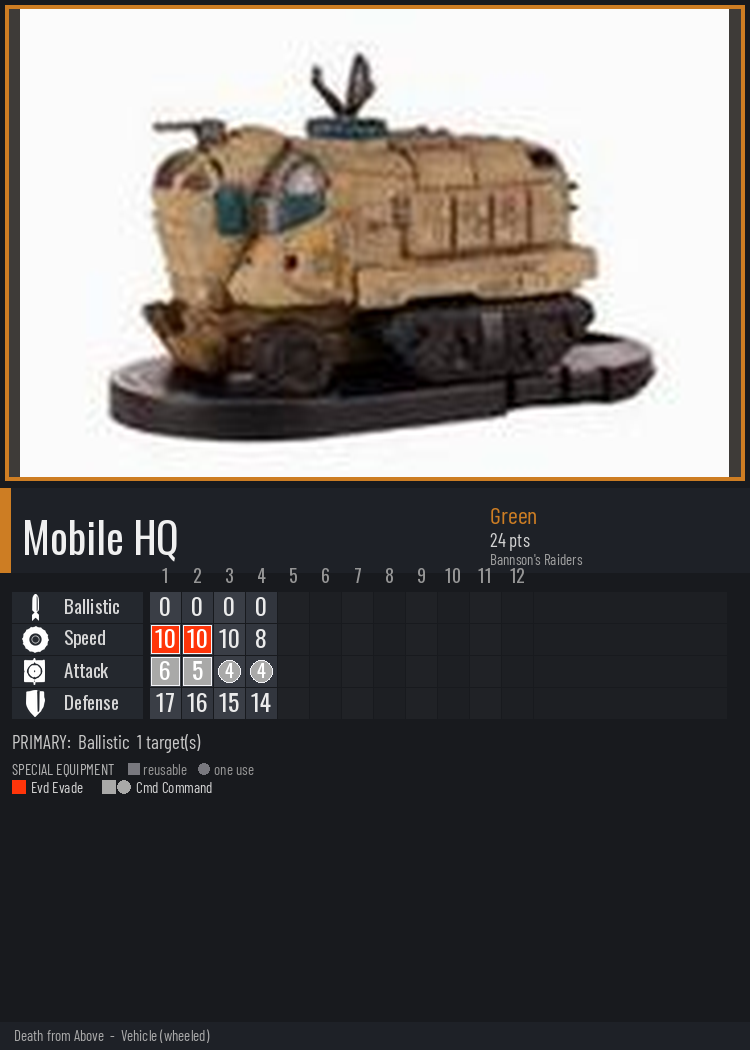 Mobile HQ
Green
24 pts
Bannson's Raiders
1 2 3 4 5 6 7 8 9 10 11 12
Ballistic 0 0 0 0
Speed 10 10 10 8
Attack 6 5 4 4
Defense 17 16 15 14
PRIMARY: Ballistic 1 target(s)
SPECIAL EQUIPMENT reusable one use
Evd Evade Cmd Command
Death from Above - Vehicle (wheeled)